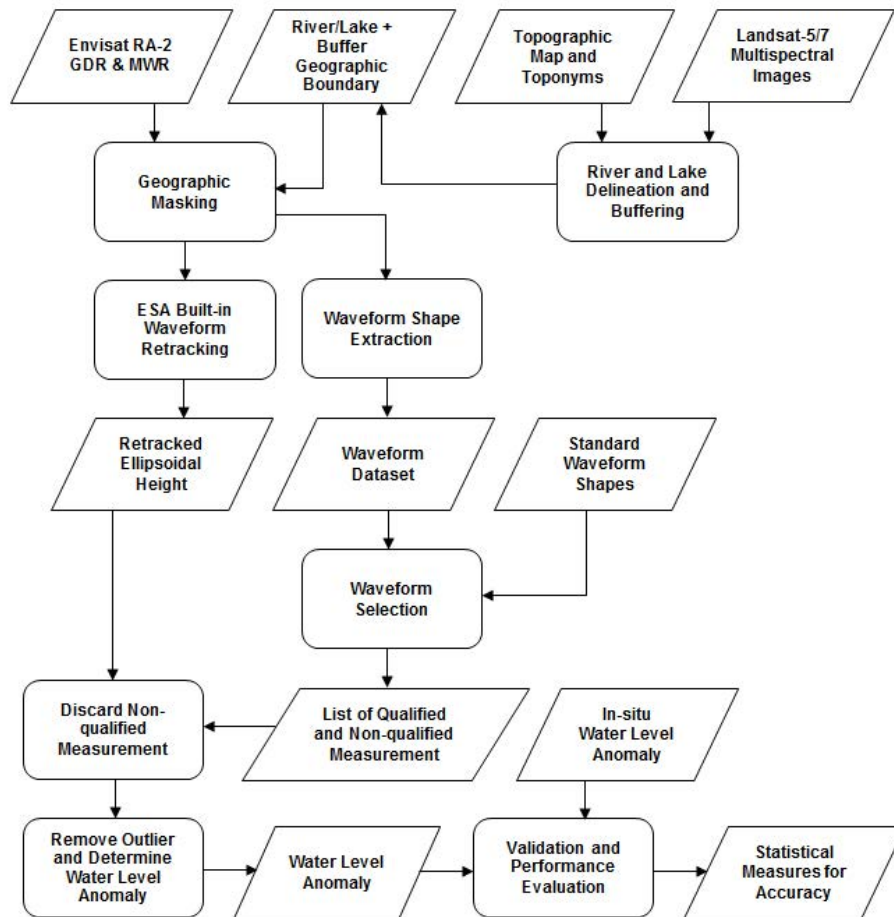 Envisat RA-2
GDR & MWR
River/Lake +
Buffer
Geographic
Boundary
Topographic
Map and
Toponyms
Landsat-5/7
Multispectral
Images
Geographic
Masking
River and Lake
Delineation and
Buffering
ESA Built-in
Waveform
Retracking
Waveform Shape
Extraction
Retracked
Ellipsoidal
Height
Waveform
Dataset
Standard
Waveform
Shapes
Waveform
Selection
Discard Non-
qualified
Measurement
List of Qualified
and Non-qualified
Measurement
In-situ
Water Level
Anomaly
Remove Outlier
and Determine
Water Level
Anomaly
Water Level
Anomaly
Validation and
Performance
Evaluation
Statistical
Measures for
Accuracy